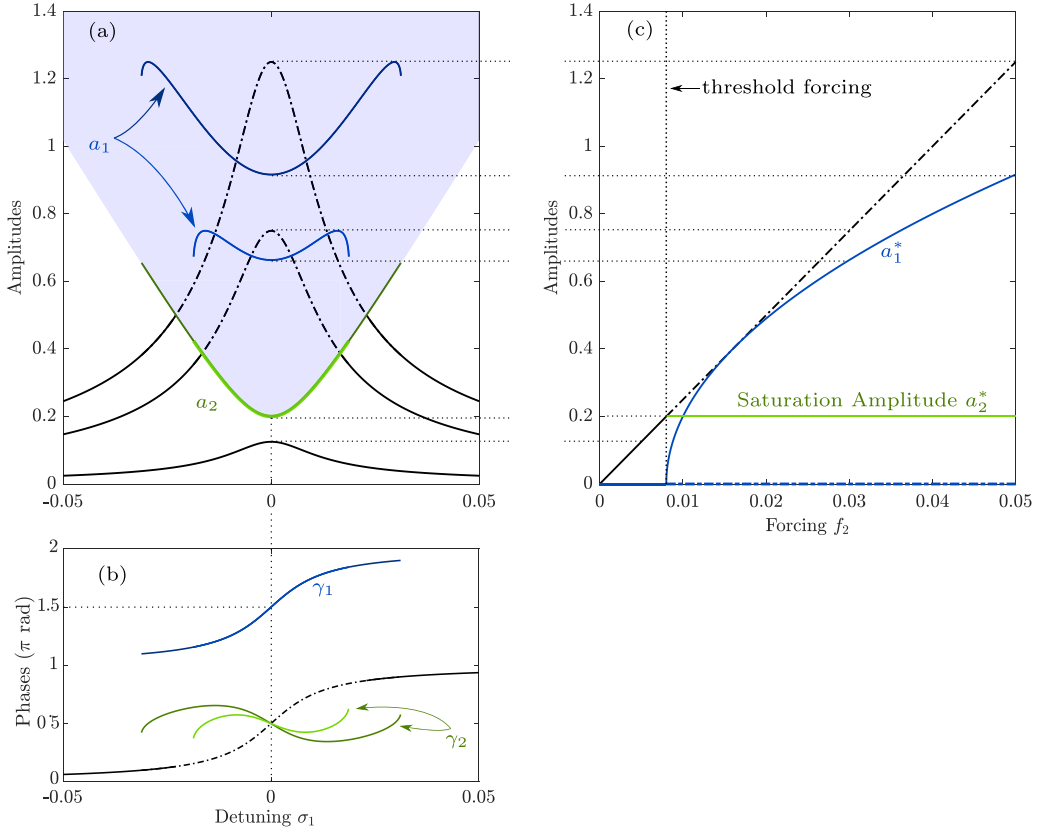 (a)
1.4
1.2
1
0.8
0.6
0.4
0.2
0
Amplitudes
a₁
a₂
-0.05
0
0.05
(c)
1.4
1.2
1
0.8
0.6
0.4
0.2
0
Amplitudes
threshold forcing
a₁*
Saturation Amplitude a₂*
0
0.01
0.02
0.03
0.04
0.05
Forcing f₂
(b)
2
1.5
1
0.5
0
Phases (π rad)
γ₁
γ₂
-0.05
0
0.05
Detuning σ₁